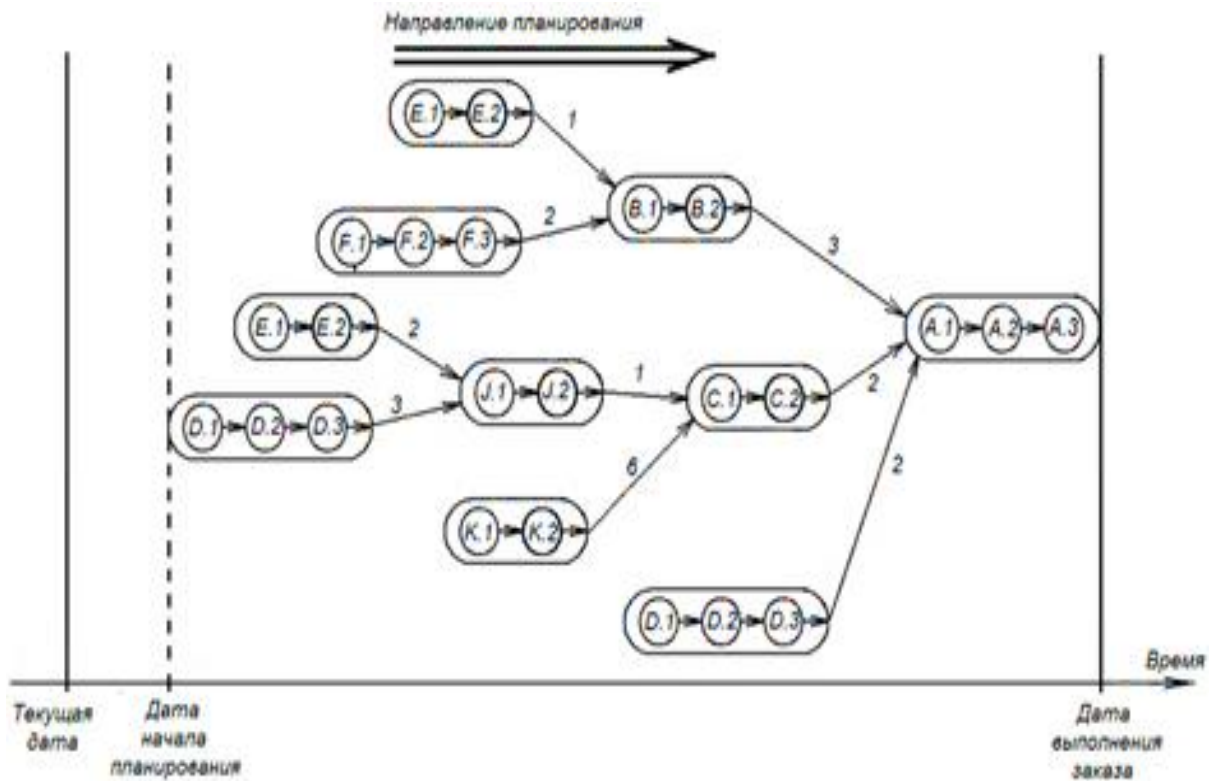 Направление планирования
E.1 E.2
1
B.1 B.2
F.1 F.2 F.3
2
3
E.1 E.2
2
A.1 A.2 A.3
J.1 J.2
1
C.1 C.2
2
D.1 D.2 D.3
3
6
2
K.1 K.2
D.1 D.2 D.3
Время
Текущая
дата
Дата
начала
планирования
Дата
выполнения
заказа